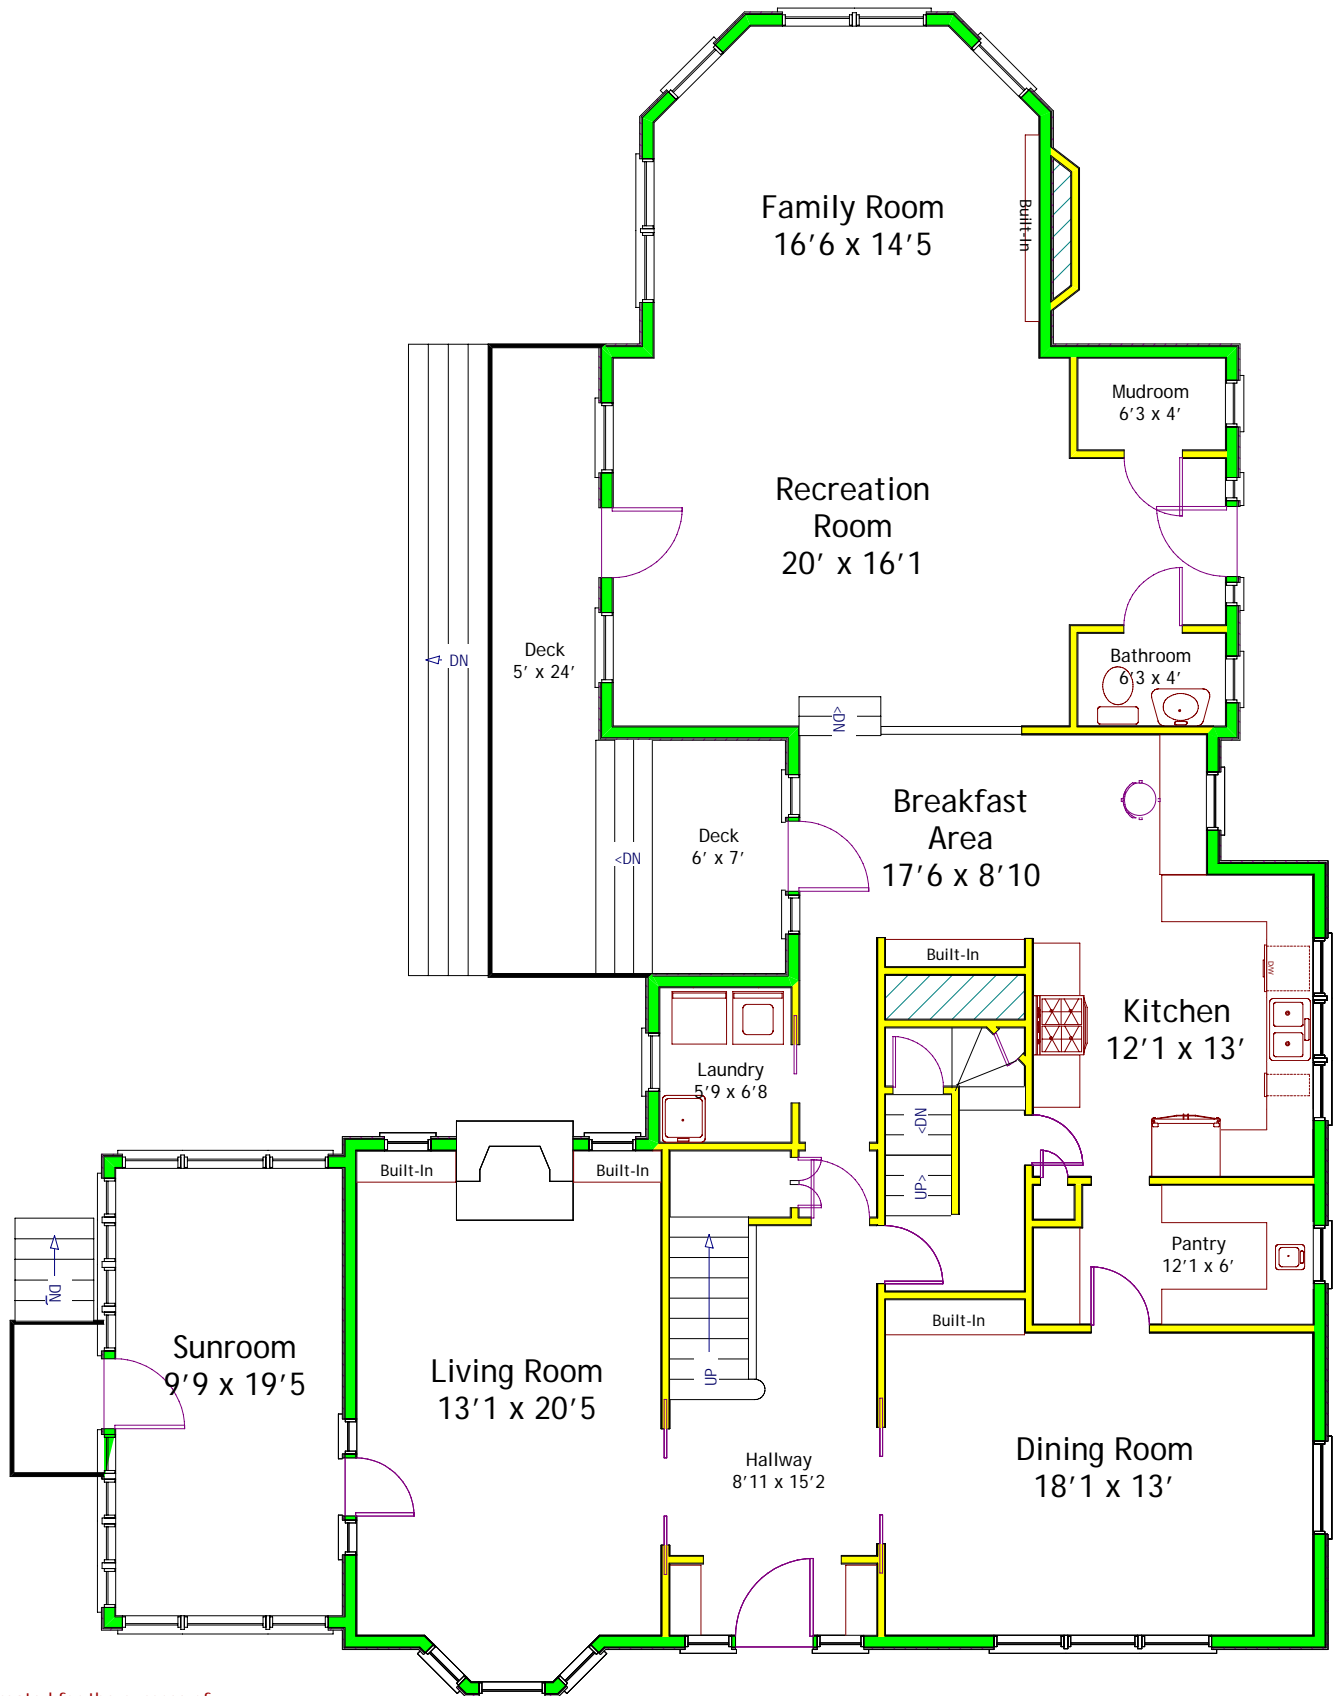 Family Room
16'6 x 14'5
Built-In
Mudroom
6'3 x 4'
Recreation
Room
20' x 16'1
Deck
5' x 24'
DN
Bathroom
6'3 x 4'
<DN
Breakfast
Area
17'6 x 8'10
Deck
6' x 7'
<DN
Built-In
DW
Kitchen
12'1 x 13'
Laundry
5'9 x 6'8
<DN
UP>
Built-In
Built-In
Pantry
12'1 x 6'
DN
Built-In
Sunroom
9'9 x 19'5
Living Room
13'1 x 20'5
UP
Hallway
8'11 x 15'2
Dining Room
18'1 x 13'